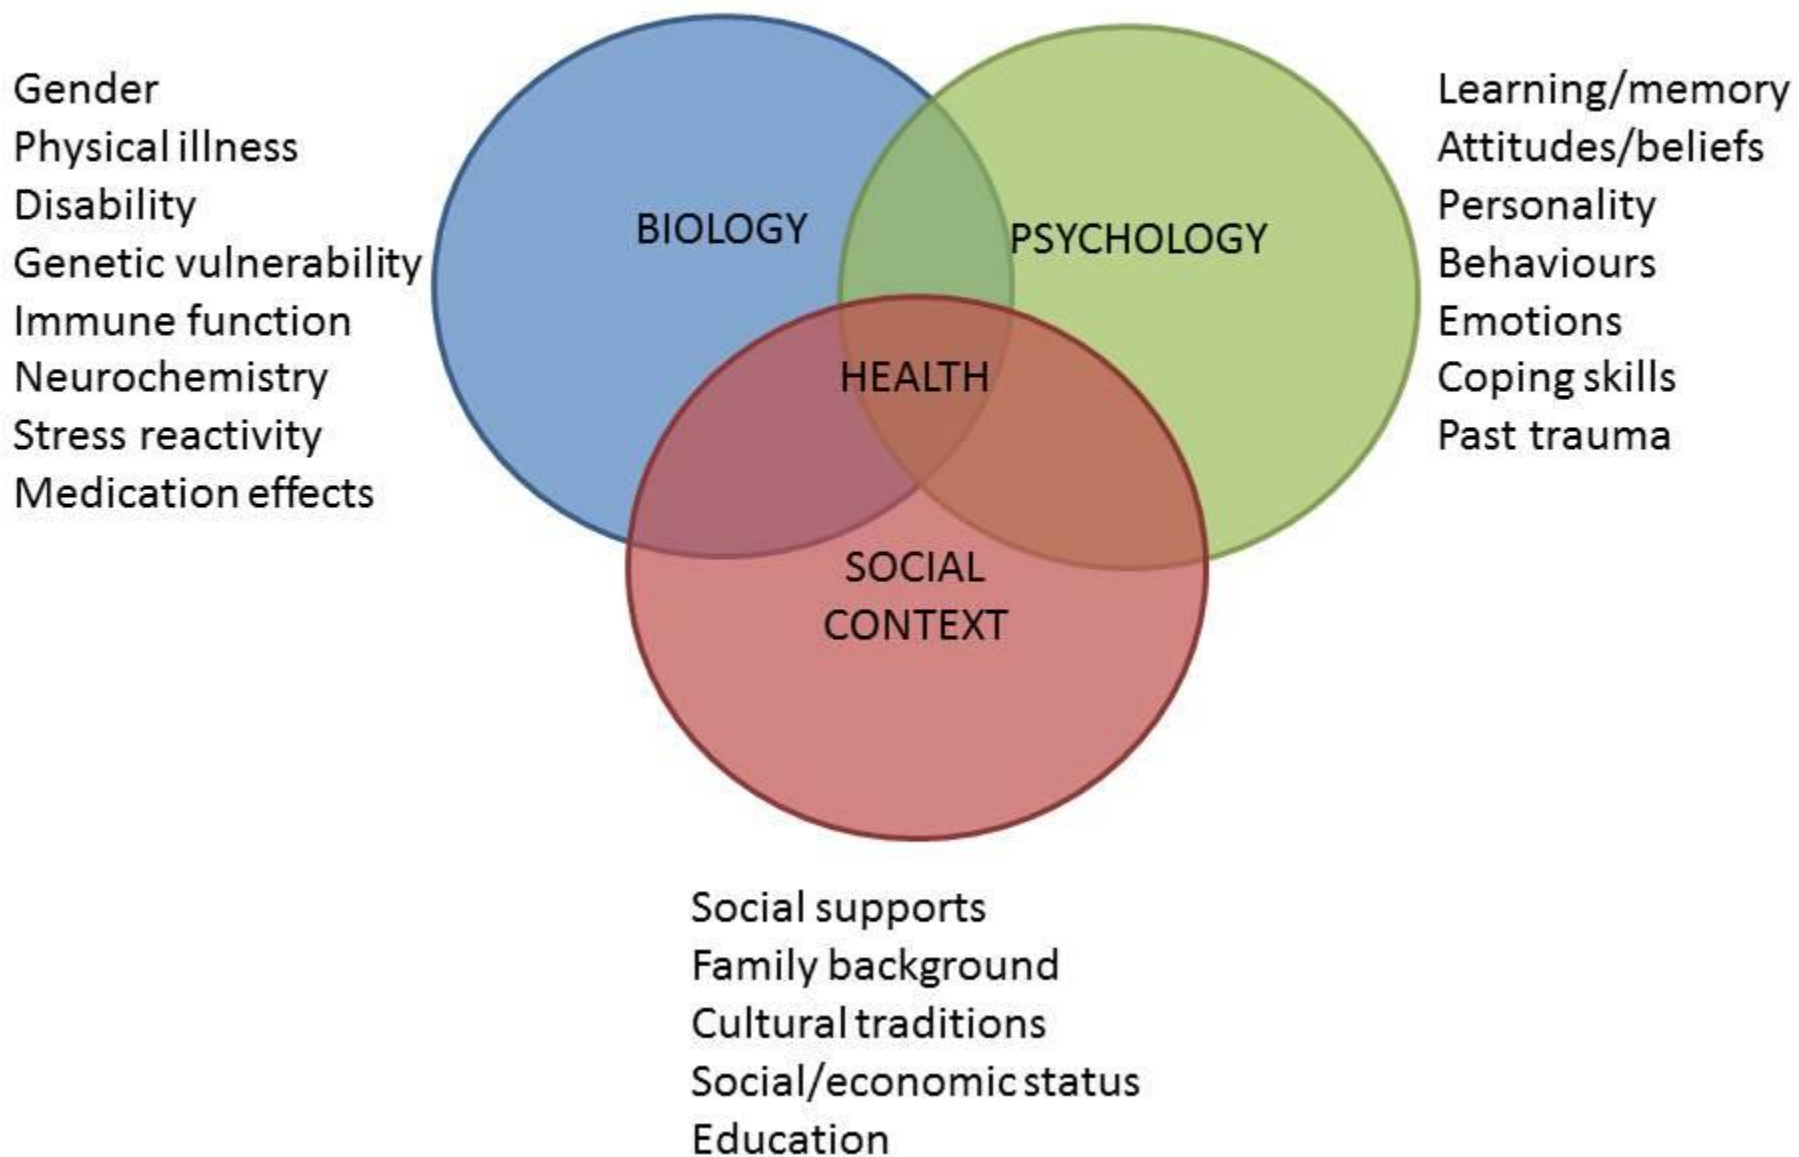 Gender
Physical illness
Disability
Genetic vulnerability
Immune function
Neurochemistry
Stress reactivity
Medication effects
BIOLOGY
PSYCHOLOGY
HEALTH
SOCIAL
CONTEXT
Learning/memory
Attitudes/beliefs
Personality
Behaviours
Emotions
Coping skills
Past trauma
Social supports
Family background
Cultural traditions
Social/economic status
Education